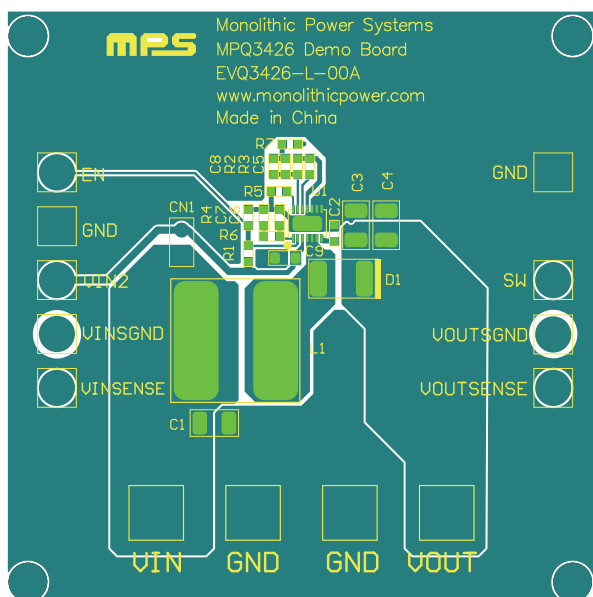 mPS
Monolithic Power Systems
MPQ3426 Demo Board
EVQ3426-L-00A
www.monolithicpower.com
Made in China
R7
C8
R2
R3
C5
EN
GND
R5
U1
C3
C4
CN1
R4
C7
C6
C2
GND
R6
R1
C9
VIN2
D1
SW
VINSGND
L1
VOUTSGND
VINSENSE
VOUTSENSE
C1
VIN
GND
GND
VOUT